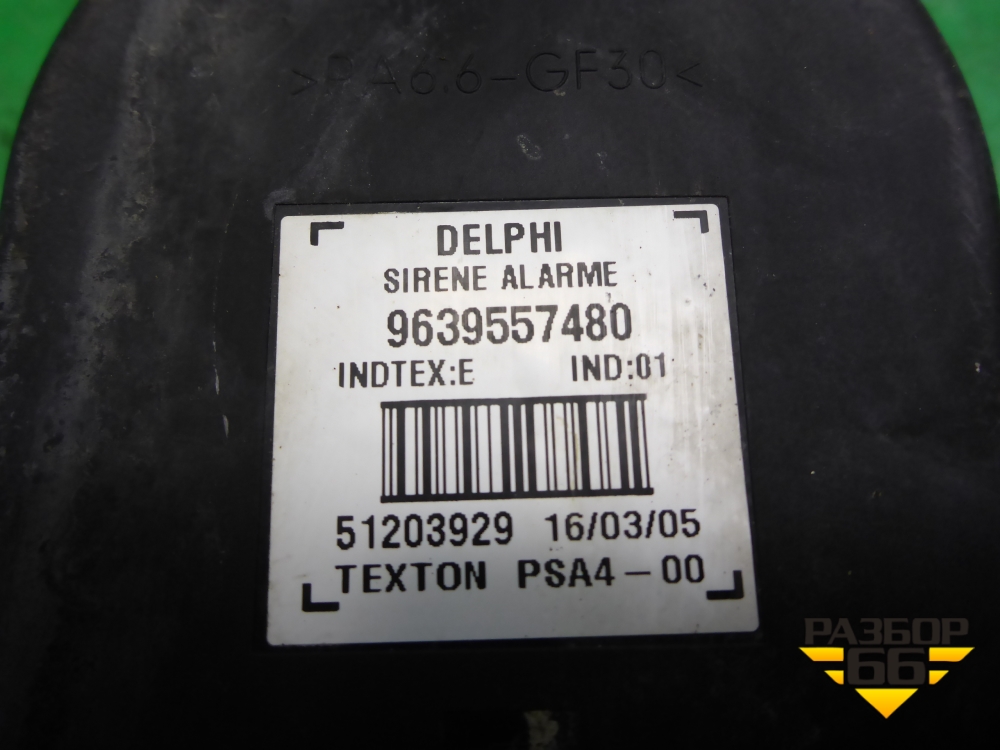 >PA6.6-GF30<
DELPHI
SIRENE ALARME
9639557480
INDTEX:E IND:01
51203929 16/03/05
TEXTON PSA4-00
РАЗБОР
66